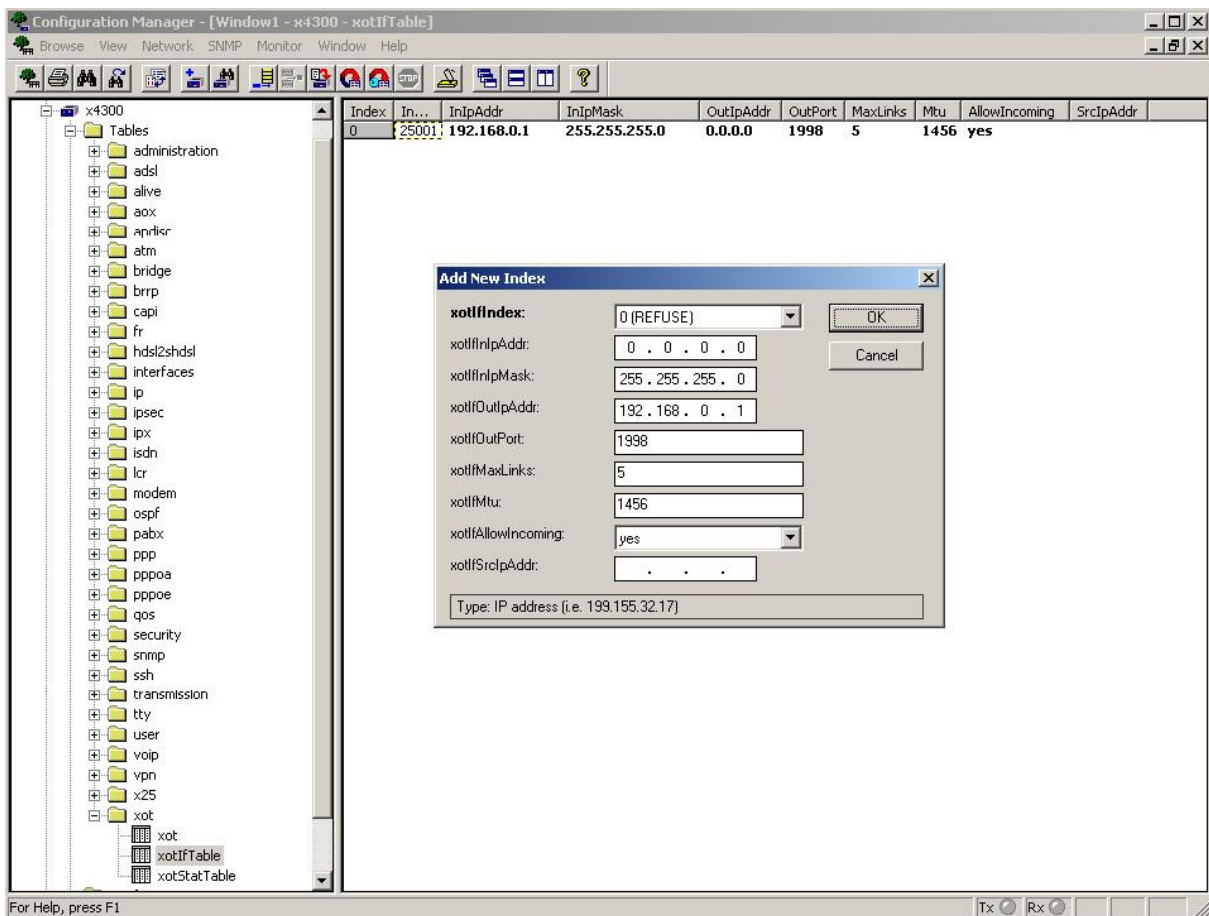 Configuration Manager - [Window1 - x4300 - xotIfTable]
Browse View Network SNMP Monitor Window Help
STOP
x4300
Tables
administration
adsl
alive
aox
apdisc
atm
bridge
brrp
capi
fr
hdsl2shdsl
interfaces
ip
ipsec
ipx
isdn
lcr
modem
ospf
pabx
ppp
pppoa
pppoe
qos
security
snmp
ssh
transmission
tty
user
voip
vpn
x25
xot
xot
xotIfTable
xotStatTable
Index In... InIpAddr InIpMask OutIpAddr OutPort MaxLinks Mtu AllowIncoming SrcIpAddr
0 25001 192.168.0.1 255.255.255.0 0.0.0.0 1998 5 1456 yes
Add New Index
xotIfIndex: 0 (REFUSE) OK
xotIfInIpAddr: 0 . 0 . 0 . 0 Cancel
xotIfInIpMask: 255 . 255 . 255 . 0
xotIfOutIpAddr: 192 . 168 . 0 . 1
xotIfOutPort: 1998
xotIfMaxLinks: 5
xotIfMtu: 1456
xotIfAllowIncoming: yes
xotIfSrcIpAddr: . . .
Type: IP address (i.e. 199.155.32.17)
For Help, press F1 Tx Rx